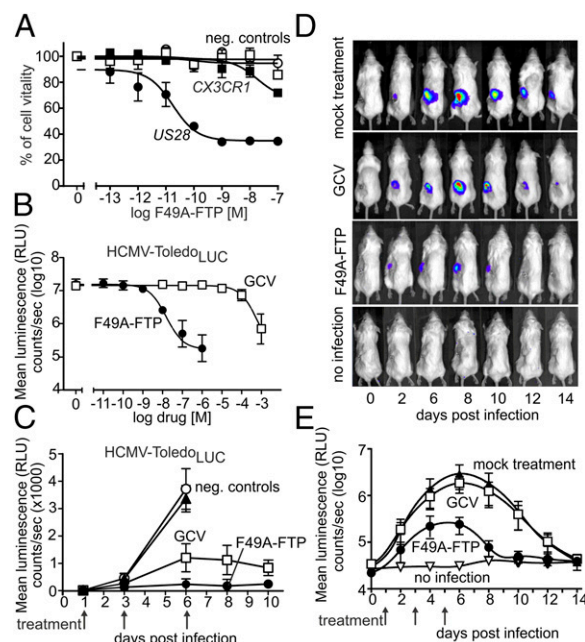 A
% of cell vitality
100
80
60
40
20
0
neg. controls
CX3CR1
US28
0 -13 -12 -11 -10 -9 -8 -7
log F49A-FTP [M]
B
Mean luminescence (RLU)
counts/sec (log10)
8
7
6
5
4
HCMV-ToledoLUC
GCV
F49A-FTP
0 -11 -10 -9 -8 -7 -6 -5 -4 -3
log drug [M]
C
Mean luminescence (RLU)
counts/sec (x1000)
5
4
3
2
1
0
HCMV-ToledoLUC
neg. controls
GCV
F49A-FTP
0 1 2 3 4 5 6 7 8 9 10
treatment
days post infection
D
mock treatment
GCV
F49A-FTP
no infection
0 2 4 6 8 10 12 14
days post infection
E
Mean luminescence (RLU)
counts/sec (log10)
7
6
5
4
mock treatment
GCV
F49A-FTP
no infection
0 2 4 6 8 10 12 14
treatment
days post infection